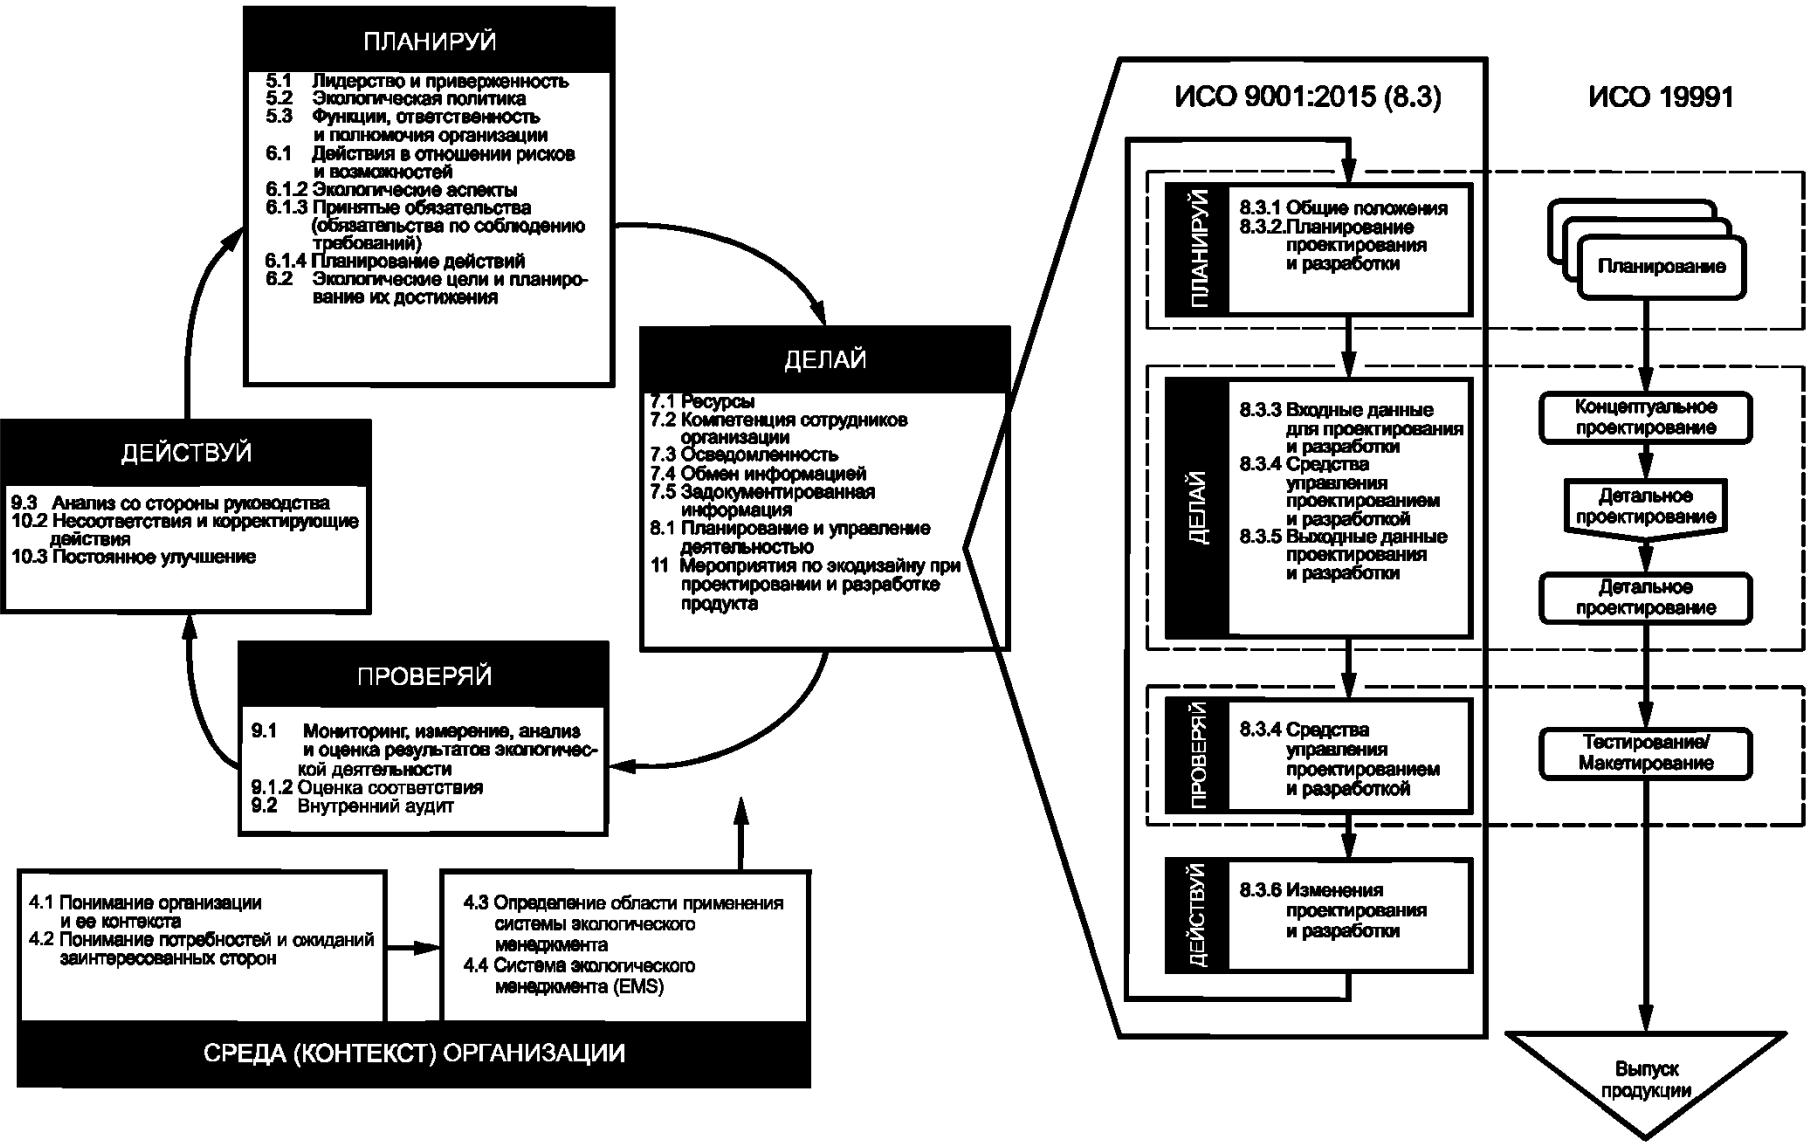 ПЛАНИРУЙ
5.1 Лидерство и приверженность
5.2 Экологическая политика
5.3 Функции, ответственность
и полномочия организации
6.1 Действия в отношении рисков
и возможностей
6.1.2 Экологические аспекты
6.1.3 Принятые обязательства
(обязательства по соблюдению
требований)
6.1.4 Планирование действий
6.2 Экологические цели и планиро-
вание их достижения
ДЕЛАЙ
7.1 Ресурсы
7.2 Компетенция сотрудников
организации
7.3 Осведомленность
7.4 Обмен информацией
7.5 Задокументированная
информация
8.1 Планирование и управление
деятельностью
11 Мероприятия по экодизайну при
проектировании и разработке
продукта
ДЕЙСТВУЙ
9.3 Анализ со стороны руководства
10.2 Несоответствия и корректирующие
действия
10.3 Постоянное улучшение
ПРОВЕРЯЙ
9.1 Мониторинг, измерение, анализ
и оценка результатов экологичес-
кой деятельности
9.1.2 Оценка соответствия
9.2 Внутренний аудит
4.1 Понимание организации
и ее контекста
4.2 Понимание потребностей и ожиданий
заинтересованных сторон
4.3 Определение области применения
системы экологического
менеджмента
4.4 Система экологического
менеджмента (EMS)
СРЕДА (КОНТЕКСТ) ОРГАНИЗАЦИИ
ИСО 9001:2015 (8.3)
ПЛАНИРУЙ
8.3.1 Общие положения
8.3.2.Планирование
проектирования
и разработки
ДЕЛАЙ
8.3.3 Входные данные
для проектирования
и разработки
8.3.4 Средства
управления
проектированием
и разработкой
8.3.5 Выходные данные
проектирования
и разработки
ПРОВЕРЯЙ
8.3.4 Средства
управления
проектированием
и разработкой
ДЕЙСТВУЙ
8.3.6 Изменения
проектирования
и разработки
ИСО 19991
Планирование
Концептуальное
проектирование
Детальное
проектирование
Детальное
проектирование
Тестирование/
Макетирование
Выпуск
продукции